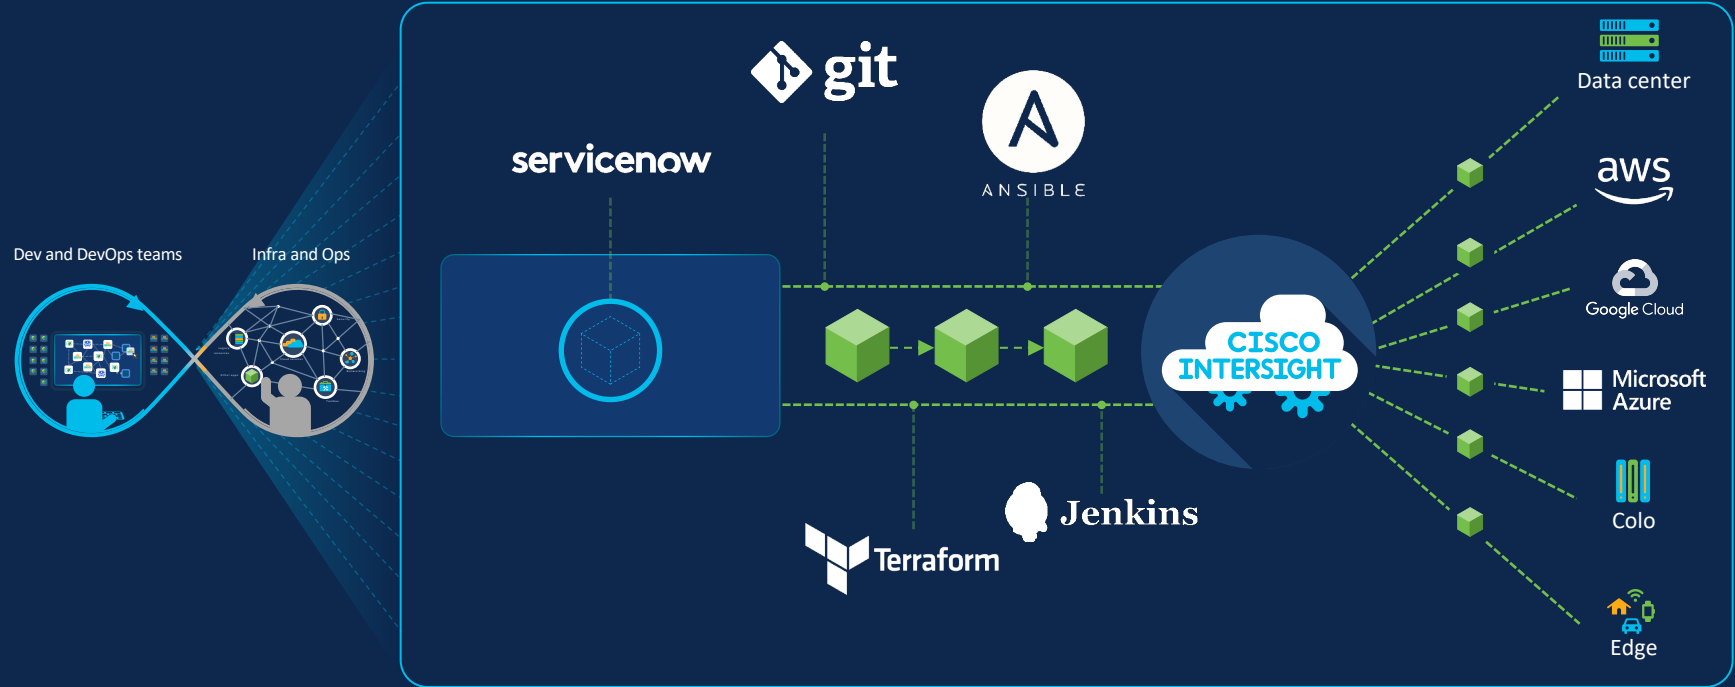 Dev and DevOps teams
Infra and Ops
servicenow
git
ANSIBLE
CISCO
INTERSIGHT
Terraform
Jenkins
Data center
aws
Google Cloud
Microsoft
Azure
Colo
Edge